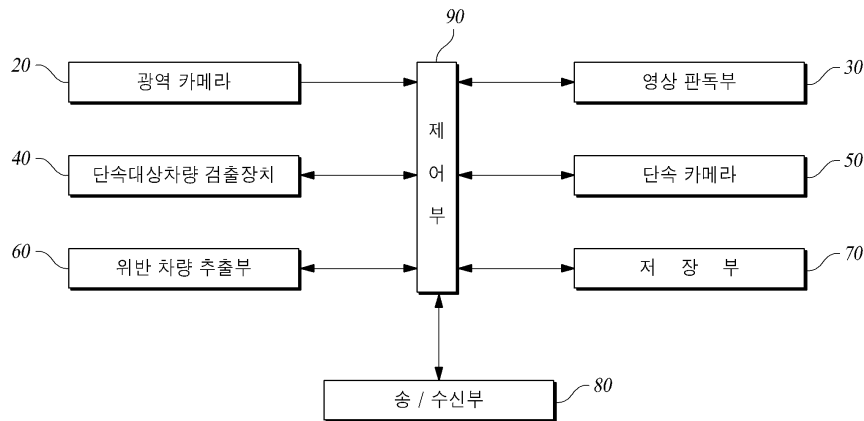 90
20
광역 카메라
영상 판독부
30
제어부
40
단속대상차량 검출장치
단속 카메라
50
60
위반 차량 추출부
저 장 부
70
송 / 수신부
80